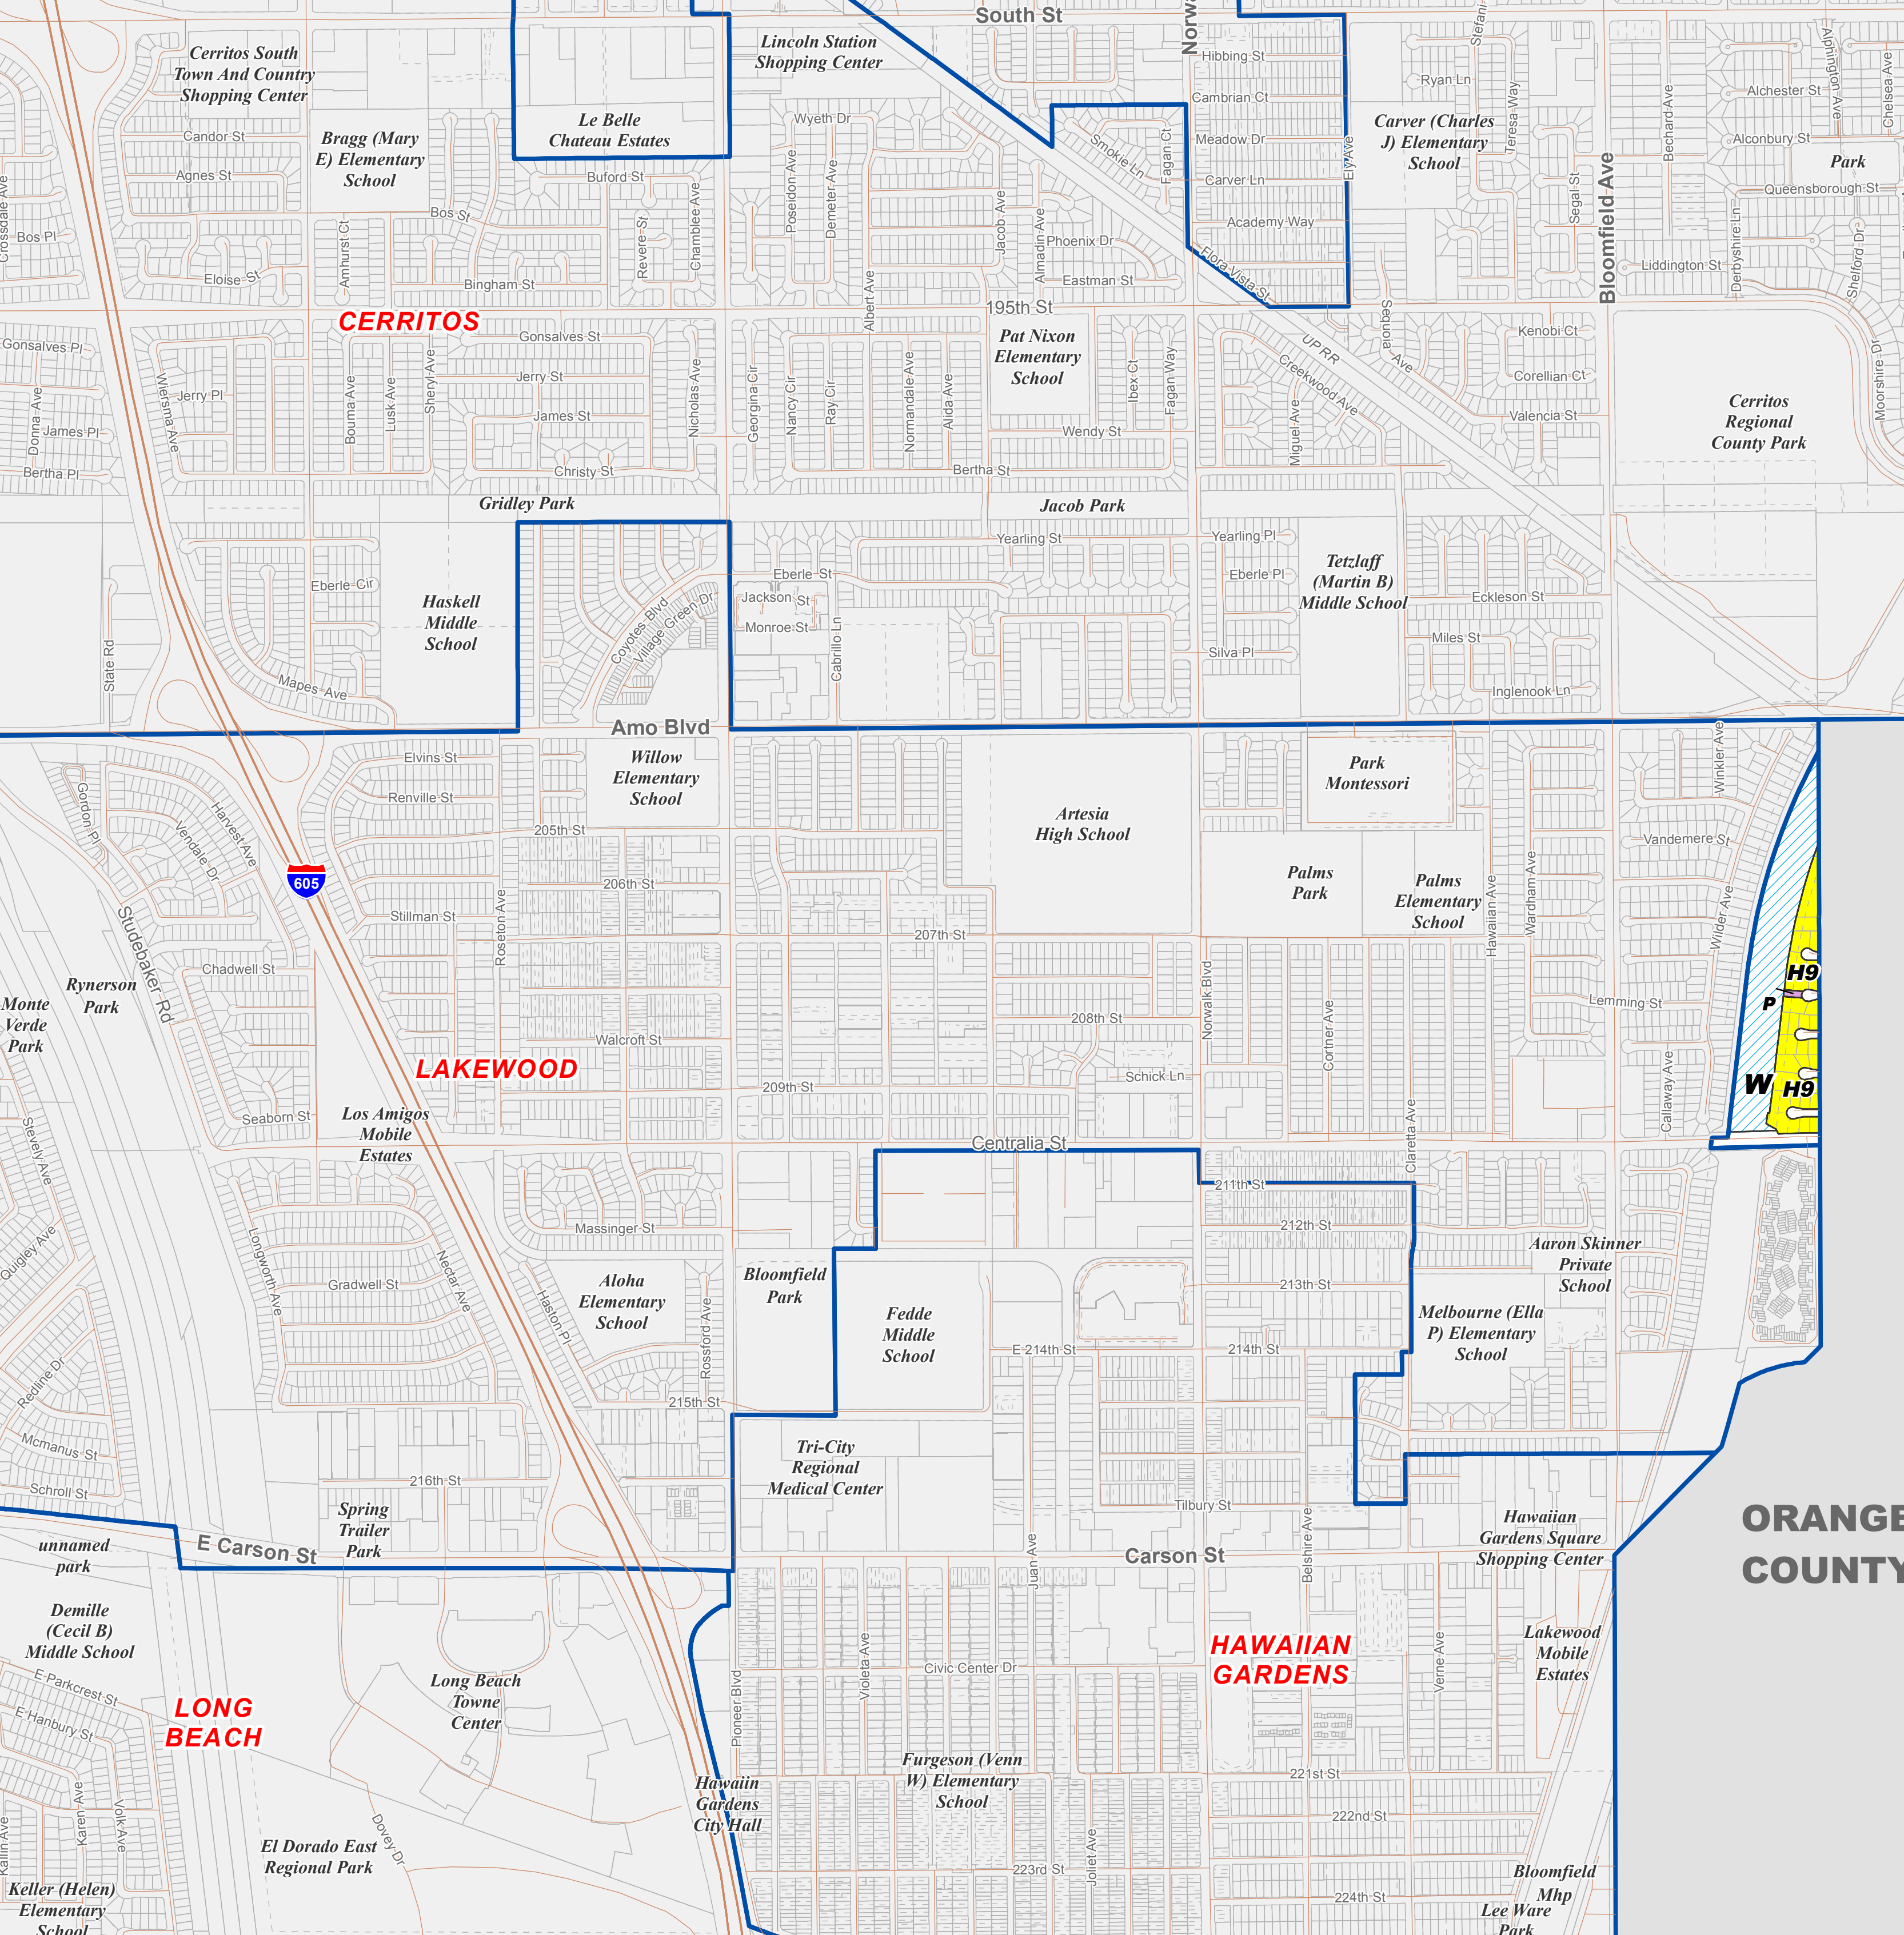 South St
Norwa
Stefani
Alphington Ave
Chelsea Ave
Cerritos South
Town And Country
Shopping Center
Lincoln Station
Shopping Center
Hibbing St
Ryan Ln
Alchester St
Cambrian Ct
Teresa Way
Bechard Ave
Le Belle
Chateau Estates
Wyeth Dr
Candor St
Bragg (Mary
E) Elementary
School
Smokie Ln
Fagan Ct
Meadow Dr
Ely Ave
Carver (Charles
J) Elementary
School
Alconbury St
Park
Agnes St
Buford St
Carver Ln
Segal St
Bloomfield Ave
Queensborough St
Crossdale Ave
Bos Pl
Bos St
Amhurst Ct
Revere St
Chamblee Ave
Poseidon Ave
Demeter Ave
Jacob Ave
Almadin Ave
Phoenix Dr
Academy Way
Derbyshire Ln
Shelford Dr
Eloise St
Bingham St
Albert Ave
Eastman St
Flora Vista St
Liddington St
195th St
CERRITOS
Gonsalves Pl
Gonsalves St
Pat Nixon
Elementary
School
UPRR
Sequoia
Ave
Kenobi Ct
Moorshire Dr
Wiersma Ave
Jerry Pl
Jerry St
Bouma Ave
Lusk Ave
Sheryl Ave
Nicholas Ave
Georgina Cir
Nancy Cir
Ray Cir
Normandale Ave
Alida Ave
Ibex Ct
Fagan Way
Creekwood Ave
Corellian Ct
Donna Ave
James Pl
James St
Wendy St
Miguel Ave
Valencia St
Cerritos
Regional
County Park
Bertha Pl
Christy St
Bertha St
Gridley Park
Jacob Park
Yearling St
Yearling Pl
Eberle St
Eberle Pl
Tetzlaff
(Martin B)
Middle School
Eberle Cir
Haskell
Middle
School
Coyotes Blvd
Village Green Dr
Jackson St
Monroe St
Cabrillo Ln
Eckleson St
Miles St
State Rd
Mapes Ave
Silva Pl
Inglenook Ln
Amo Blvd
Elvins St
Willow
Elementary
School
Park
Montessori
Winkler Ave
Gordon Pl
Renville St
Harvest Ave
Vendale Dr
205th St
Artesia
High School
Vandemere St
605
206th St
Palms
Park
Palms
Elementary
School
Hawaiian Ave
Wardham Ave
Wilder Ave
Studebaker Rd
Stillman St
Roseton Ave
207th St
Chadwell St
Rynerson
Park
Monte
Verde
Park
H9
P
Lemming St
Norwalk Blvd
Cortner Ave
208th St
Walcroft St
LAKEWOOD
209th St
Schick Ln
W
H9
Claretta Ave
Callaway Ave
Stevely Ave
Seaborn St
Los Amigos
Mobile
Estates
Centralia St
211th St
Quigley Ave
Longworth Ave
Nectar Ave
Massinger St
212th St
Aaron Skinner
Private
School
Gradwell St
Haston Pl
Aloha
Elementary
School
Rossford Ave
Bloomfield
Park
Fedde
Middle
School
213th St
Melbourne (Ella
P) Elementary
School
E 214th St
214th St
Redline Dr
215th St
Mcmanus St
Tri-City
Regional
Medical Center
216th St
Schroll St
Spring
Trailer
Park
Tilbury St
Hawaiian
Gardens Square
Shopping Center
ORANGE
COUNTY
E Carson St
Carson St
unnamed
park
Juan Ave
Belshire Ave
Demille
(Cecil B)
Middle School
HAWAIIAN
GARDENS
Lakewood
Mobile
Estates
E Parkcrest St
E Hanbury St
LONG
BEACH
Long Beach
Towne
Center
Pioneer Blvd
Violeta Ave
Civic Center Dr
Verne Ave
Furgeson (Venn
W) Elementary
School
221st St
Hawaiin
Gardens
City Hall
222nd St
Kallin Ave
Karen Ave
Volk Ave
El Dorado East
Regional Park
Dovey Dr
Joliet Ave
223rd St
224th St
Bloomfield
Mhp
Keller (Helen)
Elementary
School
Lee Ware
Park